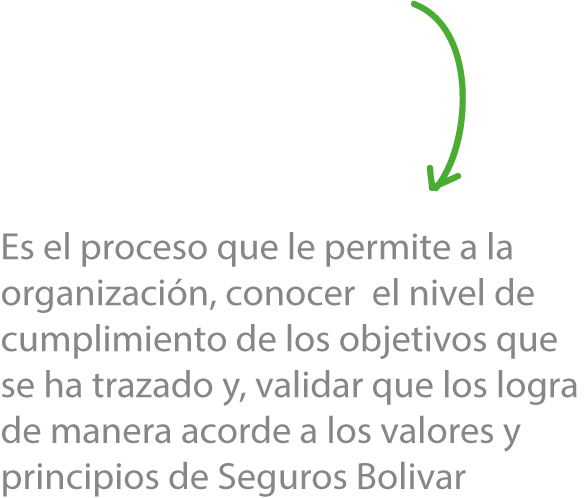 Es el proceso que le permite a la
organización, conocer  el nivel de
cumplimiento de los objetivos que
se ha trazado y, validar que los logra
de manera acorde a los valores y
principios de Seguros Bolivar